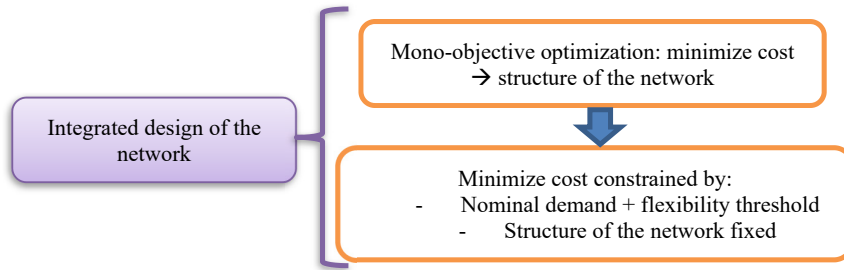 Integrated design of the
network
Mono-objective optimization: minimize cost
→ structure of the network
Minimize cost constrained by:
- Nominal demand + flexibility threshold
- Structure of the network fixed